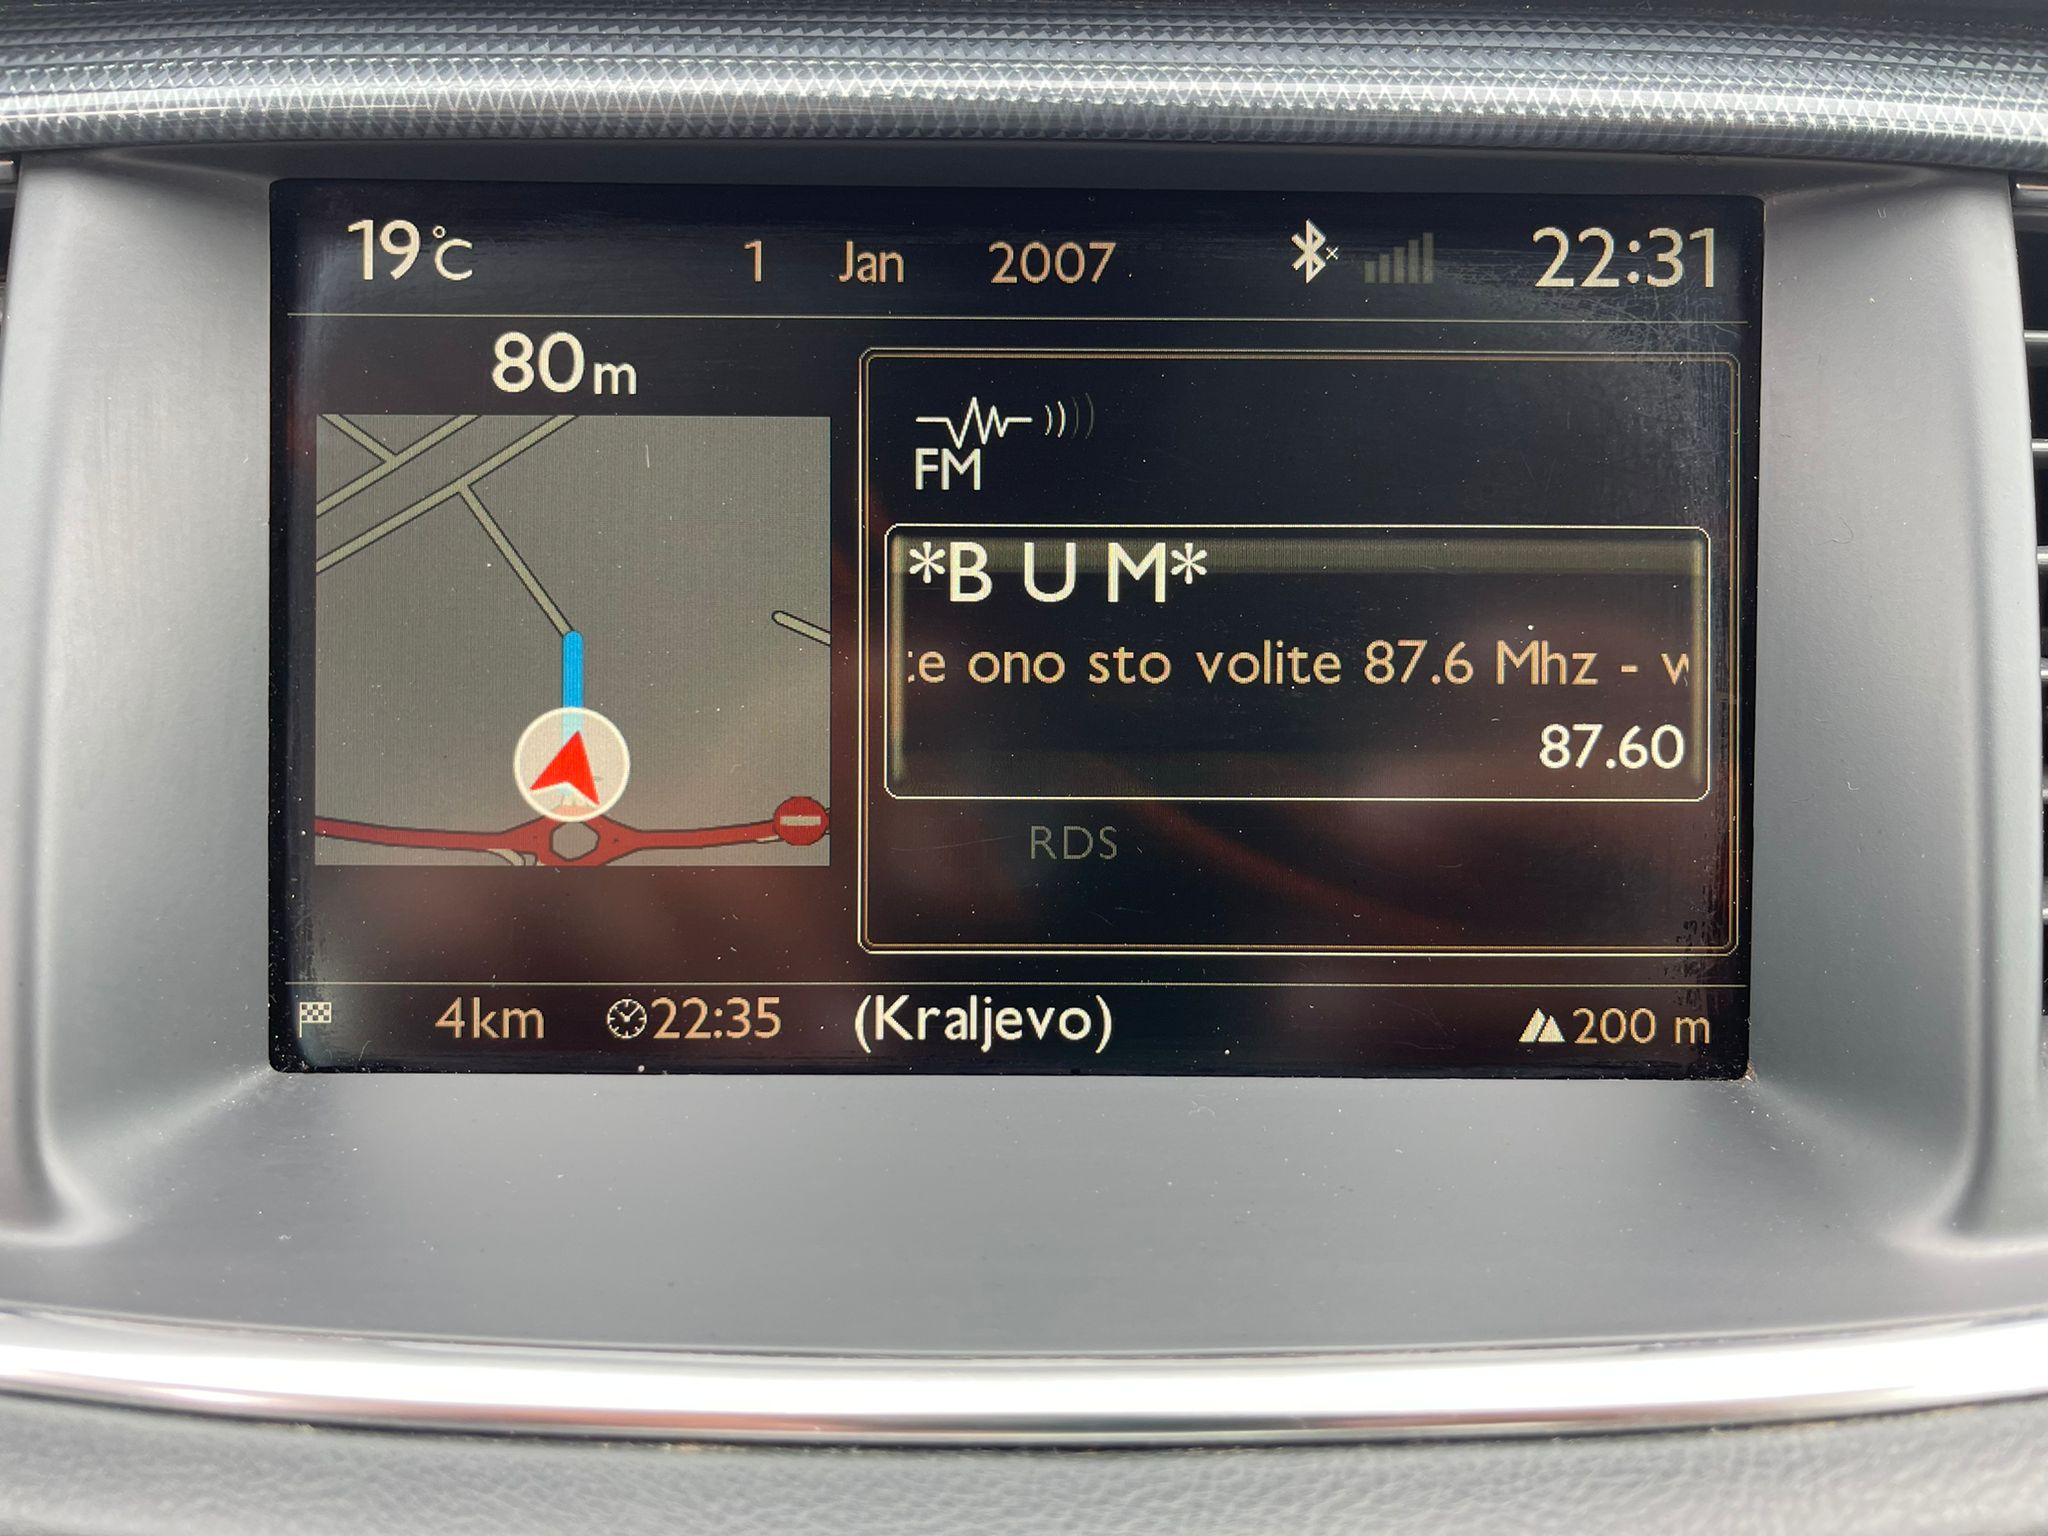 19°C 1 Jan 2007 22:31
80m
FM
*B U M*
ono sto volite 87.6 Mhz -
87.60
RDS
4km 22:35 (Kraljevo) 200 m